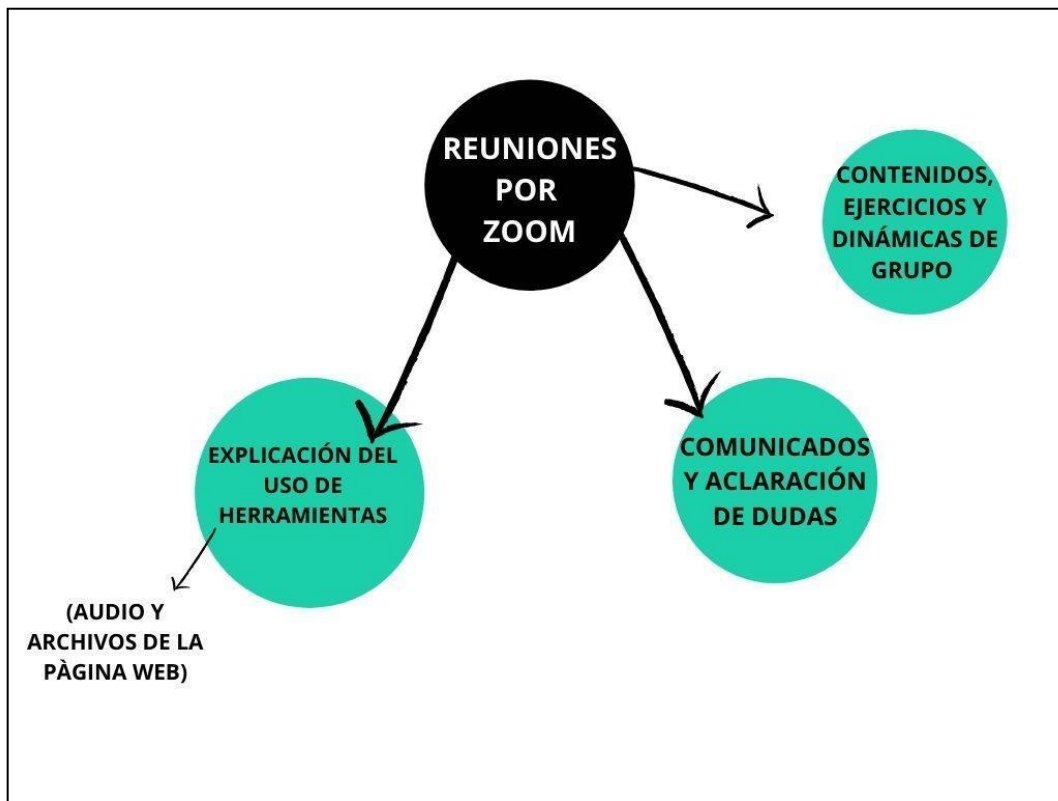 REUNIONES
POR
ZOOM
CONTENIDOS,
EJERCICIOS Y
DINÁMICAS DE
GRUPO
EXPLICACIÓN DEL
USO DE
HERRAMIENTAS
COMUNICADOS
Y ACLARACIÓN
DE DUDAS
(AUDIO Y
ARCHIVOS DE LA
PÀGINA WEB)